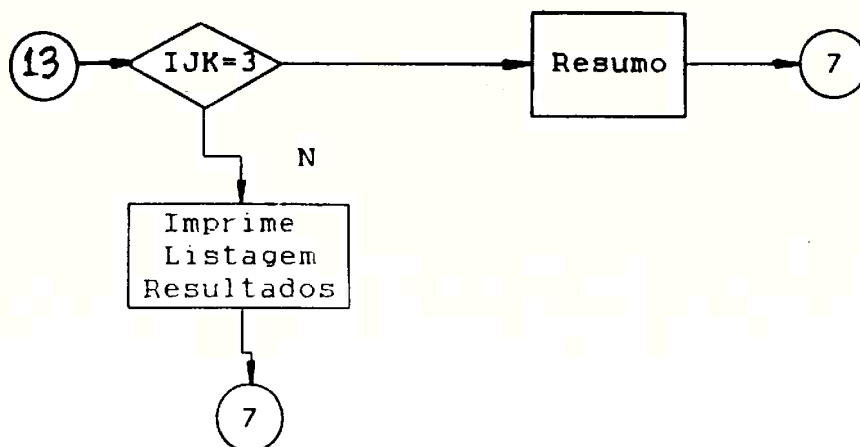 13
IJK=3
Resumo
7
N
Imprime
Listagem
Resultados
7